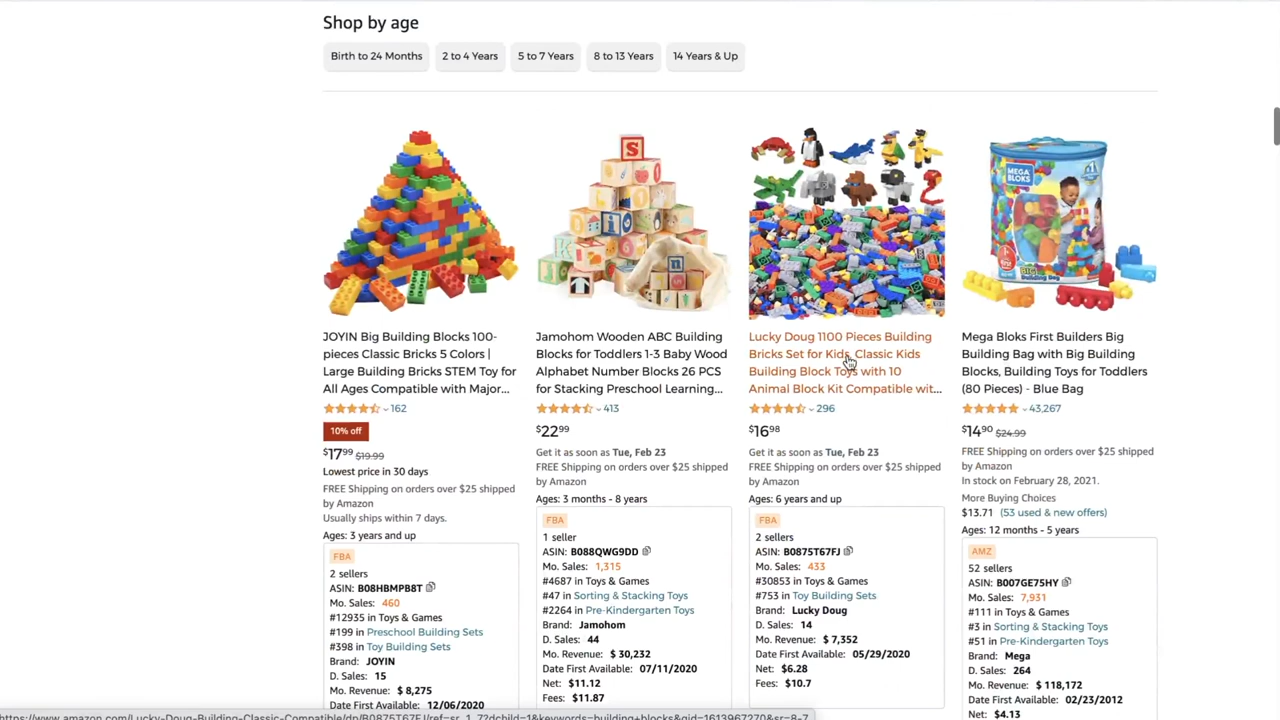 Shop by age
Birth to 24 Months
2 to 4 Years
5 to 7 Years
8 to 13 Years
14 Years & Up
S
n
MEGA BLOKS
BIG
JOYIN Big Building Blocks 100-
pieces Classic Bricks 5 Colors |
Large Building Bricks STEM Toy for
All Ages Compatible with Major...
162
10% off
$17 99 $19.99
Lowest price in 30 days
FREE Shipping on orders over $25 shipped
by Amazon
Usually ships within 7 days.
Ages: 3 years and up
FBA
2 sellers
ASIN: B08HBMPB8T
Mo. Sales: 460
#12935 in Toys & Games
#199 in Preschool Building Sets
#398 in Toy Building Sets
Brand: JOYIN
D. Sales: 15
Mo. Revenue: $ 8,275
Date First Available: 12/06/2020
Jamohom Wooden ABC Building
Blocks for Toddlers 1-3 Baby Wood
Alphabet Number Blocks 26 PCS
for Stacking Preschool Learning...
413
$22 99
Get it as soon as Tue, Feb 23
FREE Shipping on orders over $25 shipped
by Amazon
Ages: 3 months - 8 years
FBA
1 seller
ASIN: B088QWG9DD
Mo. Sales: 1,315
#4687 in Toys & Games
#47 in Sorting & Stacking Toys
#2264 in Pre-Kindergarten Toys
Brand: Jamohom
D. Sales: 44
Mo. Revenue: $ 30,232
Date First Available: 07/11/2020
Net: $11.12
Fees: $11.87
Lucky Doug 1100 Pieces Building
Bricks Set for Kids, Classic Kids
Building Block Toys with 10
Animal Block Kit Compatible wit...
296
$16 98
Get it as soon as Tue, Feb 23
FREE Shipping on orders over $25 shipped
by Amazon
Ages: 6 years and up
FBA
2 sellers
ASIN: B0875T67FJ
Mo. Sales: 433
#30853 in Toys & Games
#753 in Toy Building Sets
Brand: Lucky Doug
D. Sales: 14
Mo. Revenue: $ 7,352
Date First Available: 05/29/2020
Net: $6.28
Fees: $10.7
Mega Bloks First Builders Big
Building Bag with Big Building
Blocks, Building Toys for Toddlers
(80 Pieces) - Blue Bag
43,267
$14 90 $24.99
FREE Shipping on orders over $25 shipped
by Amazon
In stock on February 28, 2021.
More Buying Choices
$13.71 (53 used & new offers)
Ages: 12 months - 5 years
AMZ
52 sellers
ASIN: B007GE75HY
Mo. Sales: 7,931
#111 in Toys & Games
#3 in Sorting & Stacking Toys
#51 in Pre-Kindergarten Toys
Brand: Mega
D. Sales: 264
Mo. Revenue: $ 118,172
Date First Available: 02/23/2012
Net: $4.13